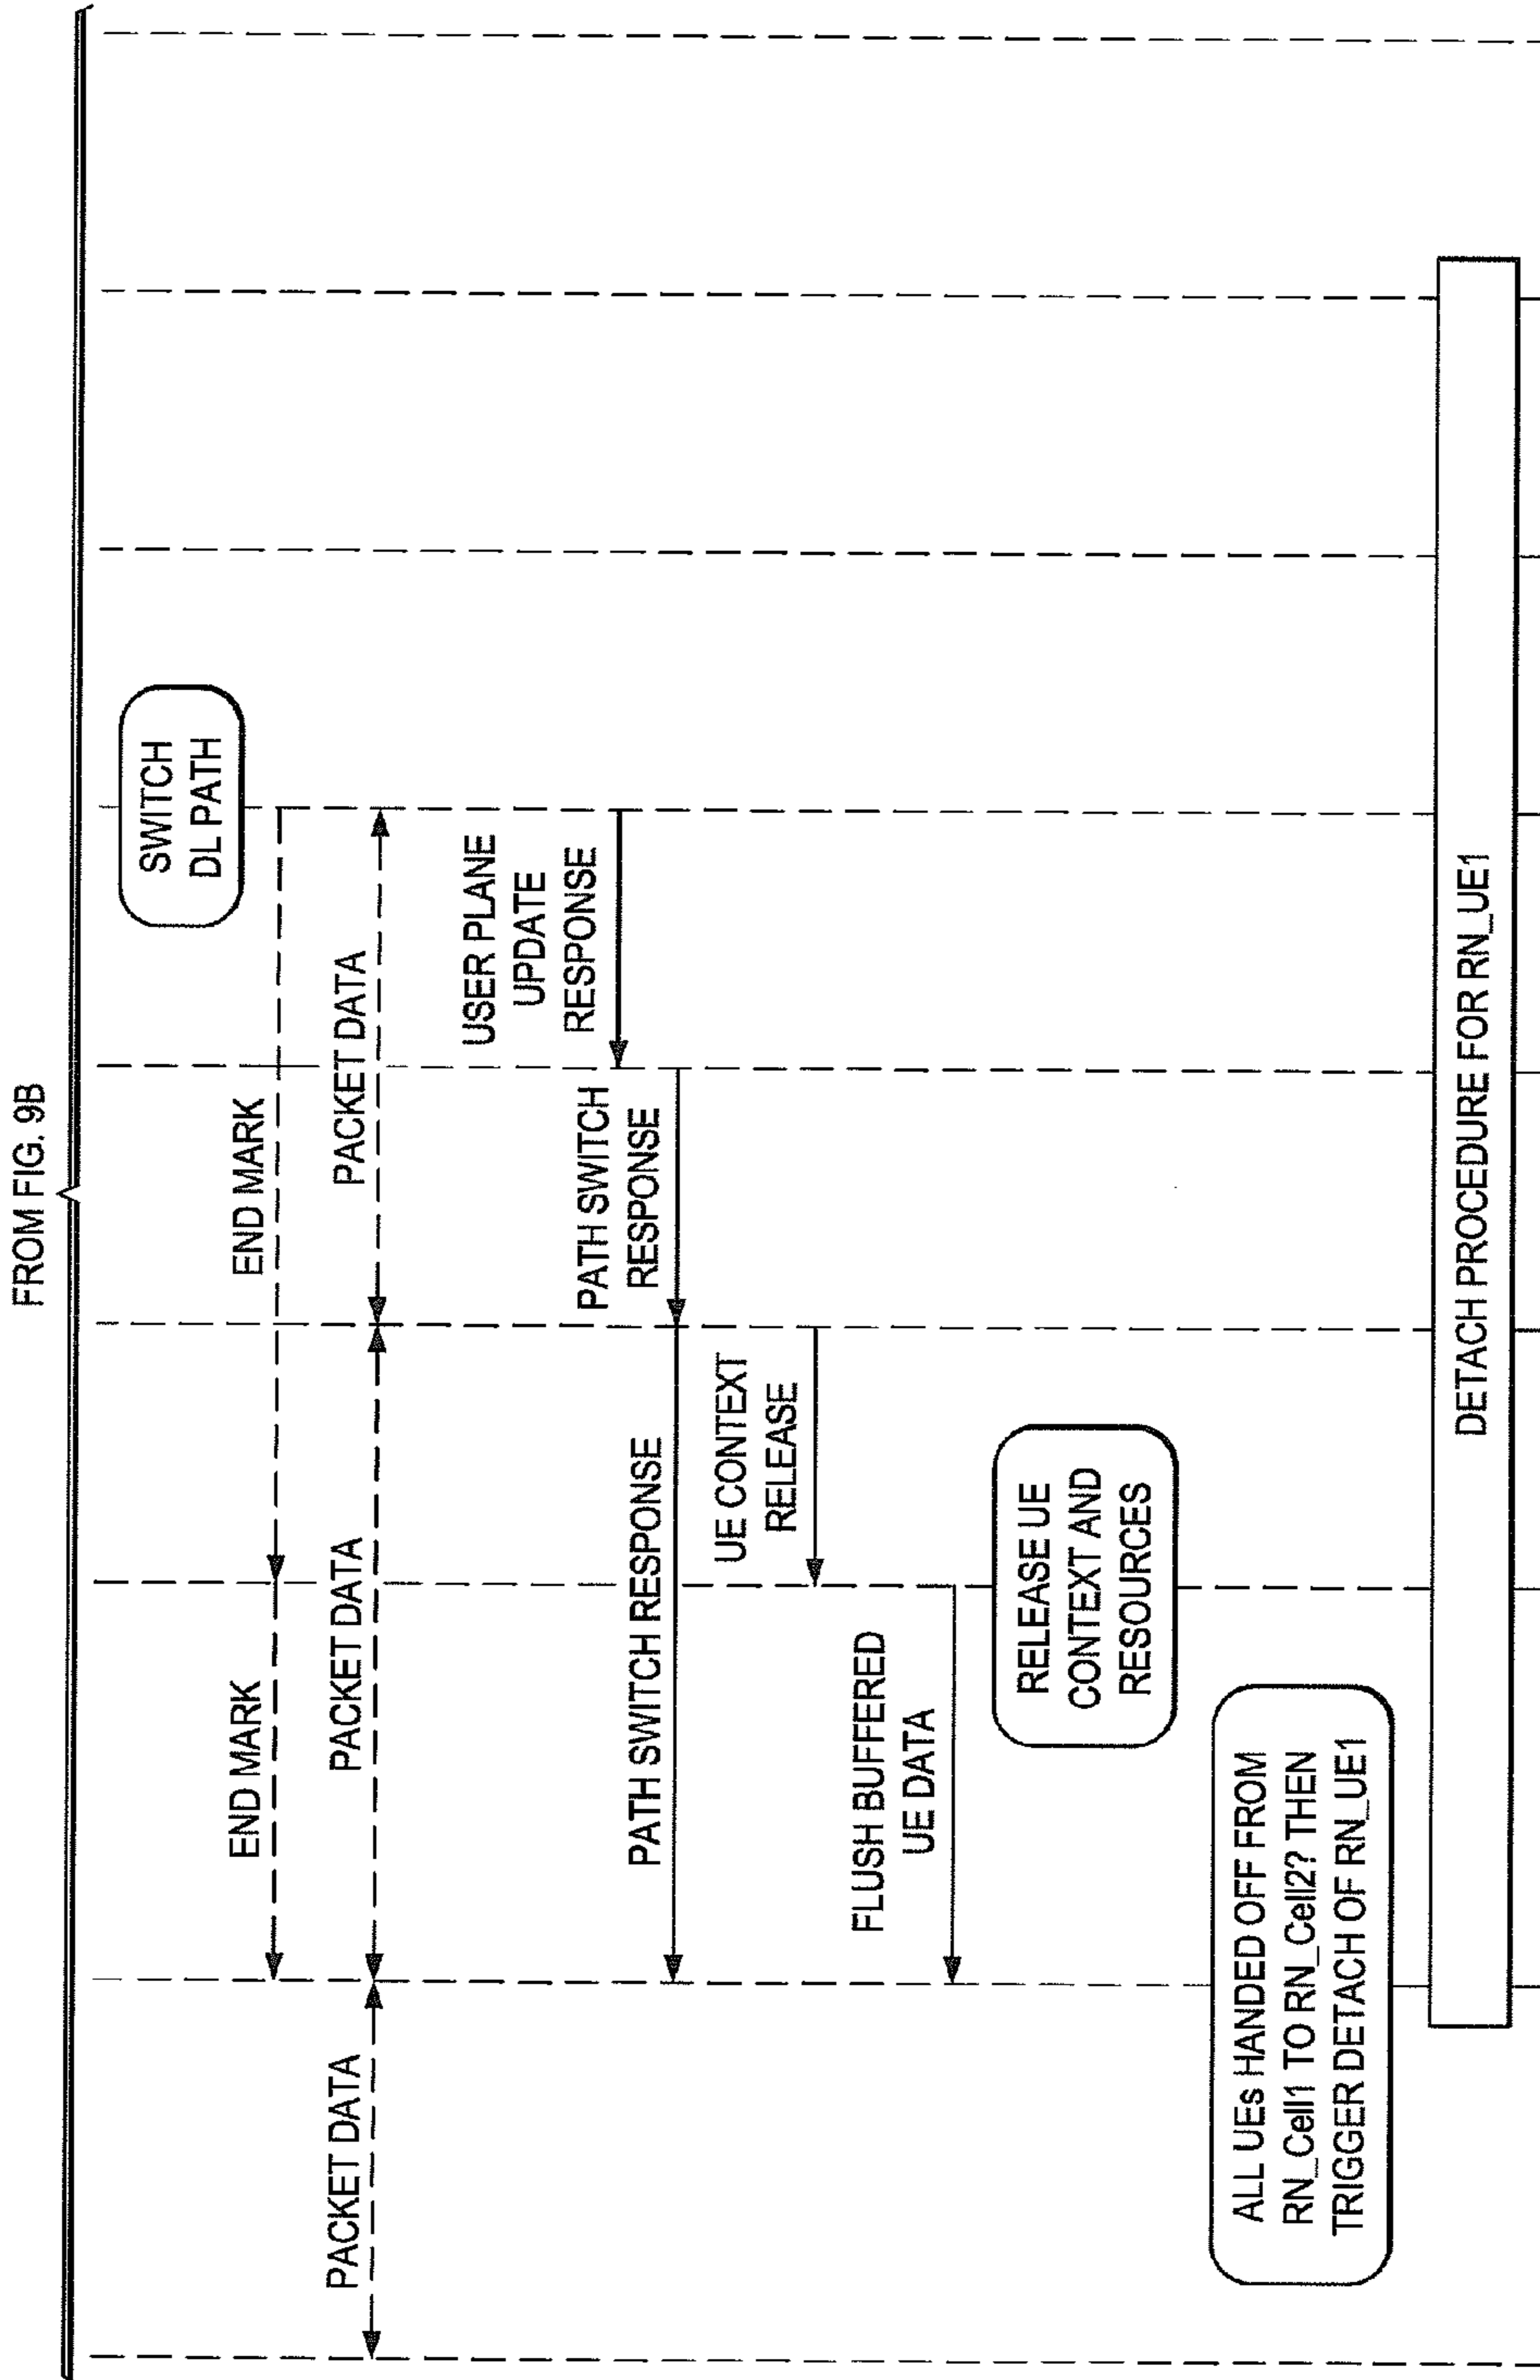 FROM FIG. 9B
SWITCH
DL PATH
END MARK
END MARK
PACKET DATA
PACKET DATA
PACKET DATA
USER PLANE
UPDATE
RESPONSE
PATH SWITCH
RESPONSE
PATH SWITCH RESPONSE
UE CONTEXT
RELEASE
FLUSH BUFFERED
UE DATA
RELEASE UE
CONTEXT AND
RESOURCES
ALL UEs HANDED OFF FROM
RN_Cell1 TO RN_Cell2? THEN
TRIGGER DETACH OF RN_UE1
DETACH PROCEDURE FOR RN_UE1